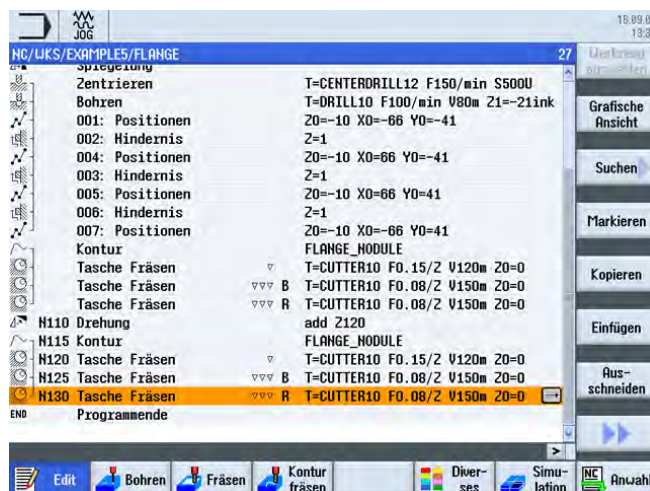 JOG
NC/WKS/EXAMPLE5/FLANGE 27
Spiegelung
Zentrieren T=CENTERDRILL12 F150/min S500U
Bohren T=DRILL10 F100/min V80m Z1=-21ink
001: Positionen Z0=-10 X0=-66 Y0=-41
002: Hindernis Z=1
004: Positionen Z0=-10 X0=66 Y0=-41
003: Hindernis Z=1
005: Positionen Z0=-10 X0=66 Y0=41
006: Hindernis Z=1
007: Positionen Z0=-10 X0=-66 Y0=41
Kontur FLANGE_NODULE
Tasche Fräsen ▽ T=CUTTER10 F0.15/Z V120m Z0=0
Tasche Fräsen ▽▽▽ B T=CUTTER10 F0.08/Z V150m Z0=0
Tasche Fräsen ▽▽▽ R T=CUTTER10 F0.08/Z V150m Z0=0
N110 Drehung add Z120
N115 Kontur FLANGE_NODULE
N120 Tasche Fräsen ▽ T=CUTTER10 F0.15/Z V120m Z0=0
N125 Tasche Fräsen ▽▽▽ B T=CUTTER10 F0.08/Z V150m Z0=0
N130 Tasche Fräsen ▽▽▽ R T=CUTTER10 F0.08/Z V150m Z0=0
END Programmende
Grafische
Ansicht
Suchen
Markieren
Kopieren
Einfügen
Aus-
schneiden
Edit
Bohren
Fräsen
Kontur
fräsen
Diver-
ses
Simu-
lation
NC Anwahl